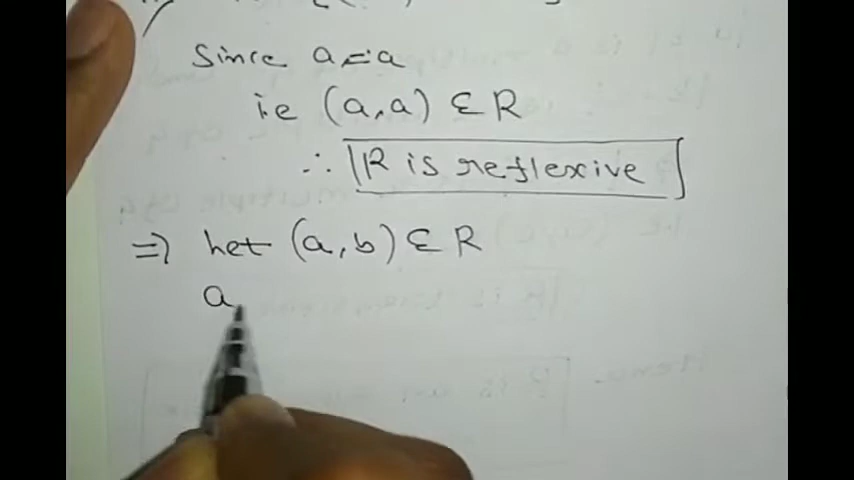 Since a = a
ie (a,a) ∈ R
∴ R is reflexive
⇒ let (a,b) ∈ R
a